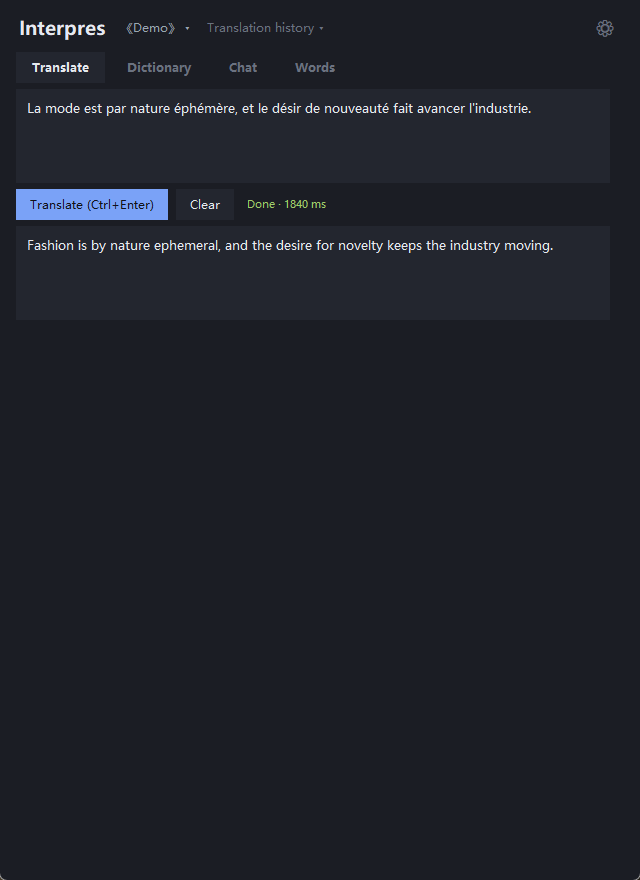 Interpres 《Demo》 ▾ Translation history ▾
Translate Dictionary Chat Words
La mode est par nature éphémère, et le désir de nouveauté fait avancer l'industrie.
Translate (Ctrl+Enter) Clear Done · 1840 ms
Fashion is by nature ephemeral, and the desire for novelty keeps the industry moving.